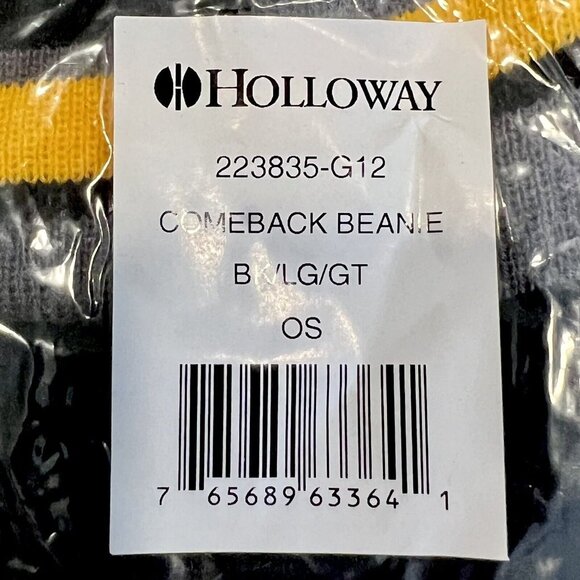 HOLLOWAY
223835-G12
COMEBACK BEANIE
BK/LG/GT
OS
7 65689 63364 1